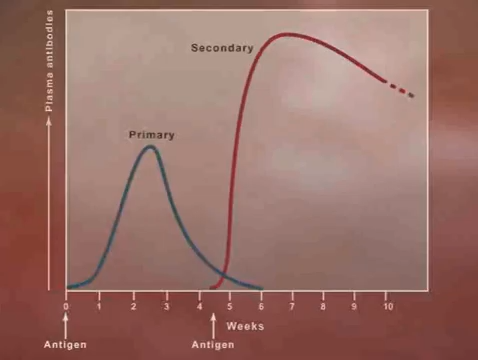 Plasma antibodies
Secondary
Primary
0 1 2 3 4 5 6 7 8 9 10
Weeks
Antigen Antigen